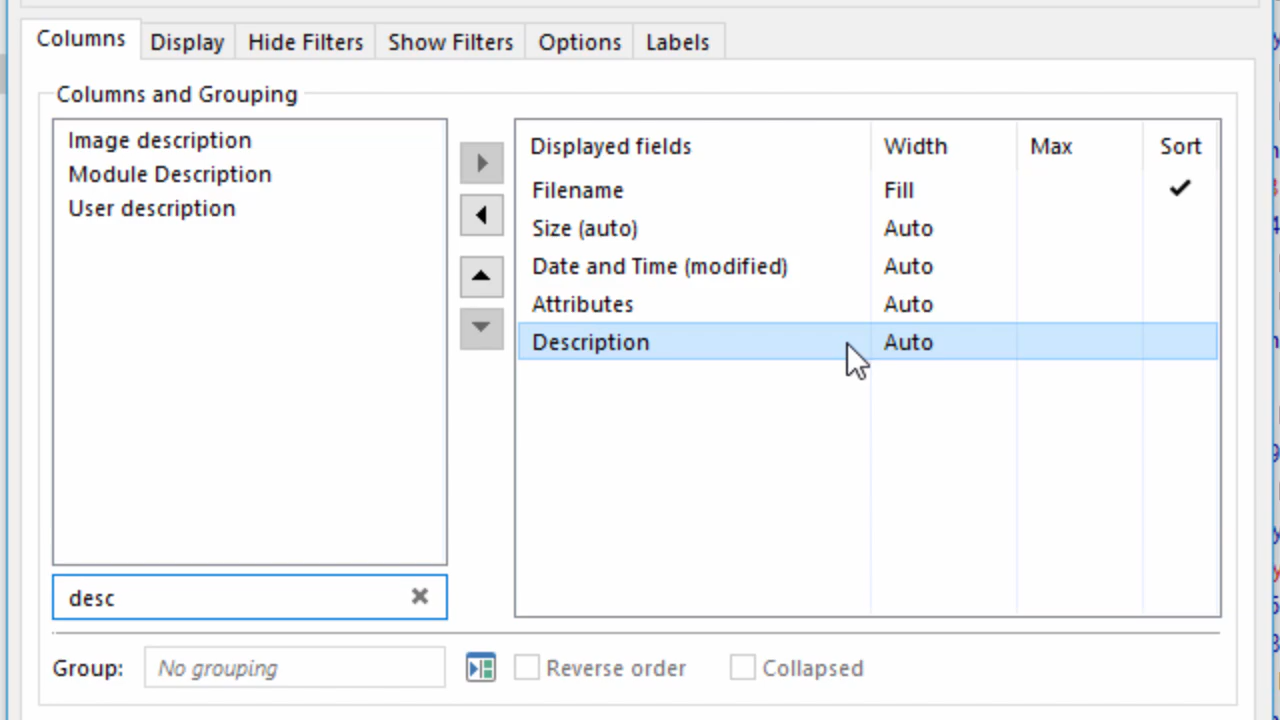 Columns Display Hide Filters Show Filters Options Labels
Columns and Grouping
Image description
Module Description
User description
desc
Displayed fields Width Max Sort
Filename Fill
Size (auto) Auto
Date and Time (modified) Auto
Attributes Auto
Description Auto
Group: No grouping Reverse order Collapsed